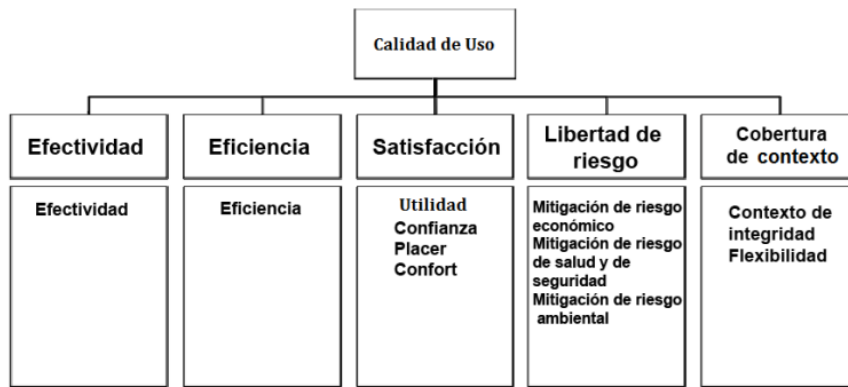 Calidad de Uso
Efectividad
Eficiencia
Satisfacción
Libertad de
riesgo
Cobertura
de contexto
Efectividad
Eficiencia
Utilidad
Confianza
Placer
Confort
Mitigación de riesgo
económico
Mitigación de riesgo
de salud y de
seguridad
Mitigación de riesgo
ambiental
Contexto de
integridad
Flexibilidad